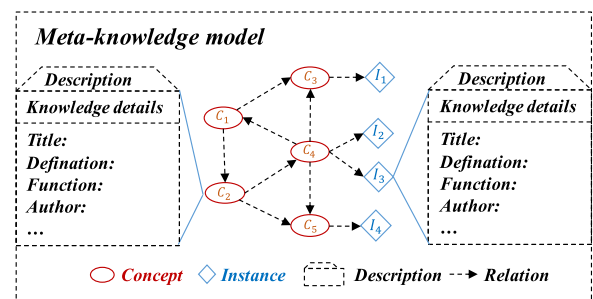 Meta-knowledge model
Description
Knowledge details
Title:
Defination:
Function:
Author:
...
C1
C2
C3
C4
C5
I1
I2
I3
I4
Description
Knowledge details
Title:
Defination:
Function:
Author:
...
Concept
Instance
Description
Relation